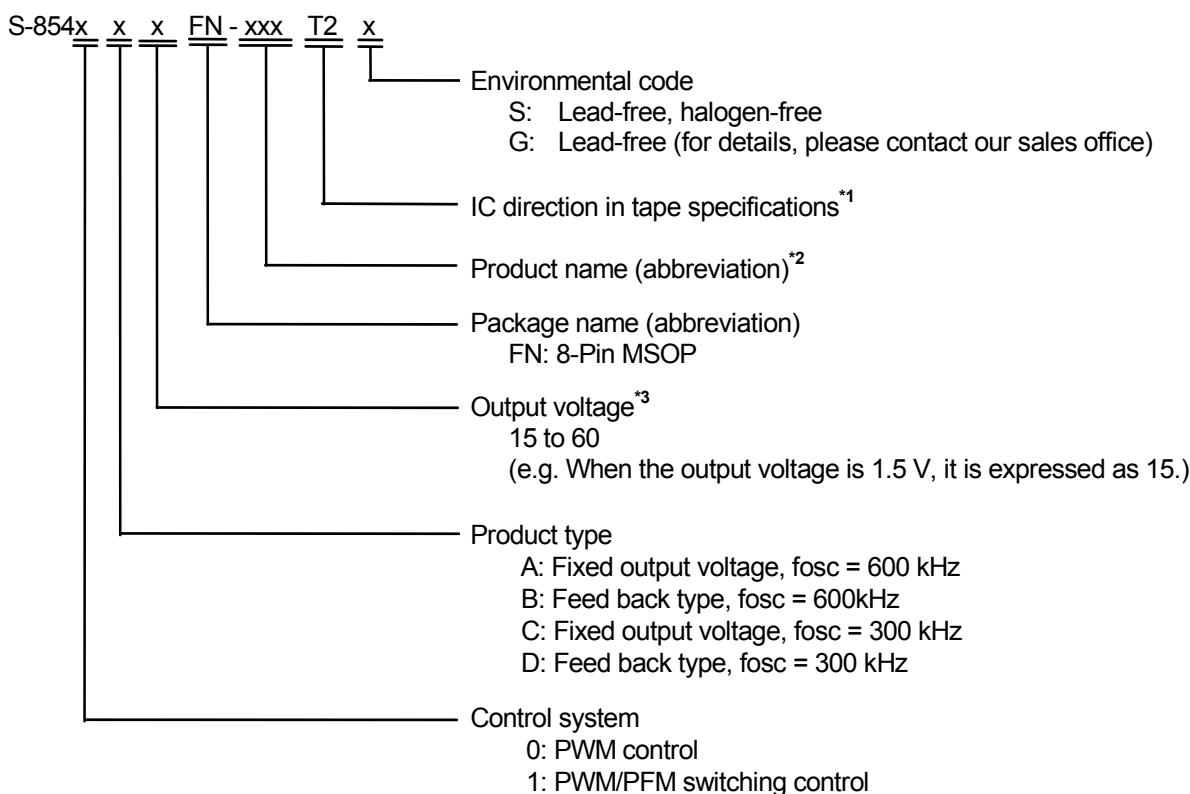 S-854x x x FN - xxx T2 x
Environmental code
S: Lead-free, halogen-free
G: Lead-free (for details, please contact our sales office)
IC direction in tape specifications*1
Product name (abbreviation)*2
Package name (abbreviation)
FN: 8-Pin MSOP
Output voltage*3
15 to 60
(e.g. When the output voltage is 1.5 V, it is expressed as 15.)
Product type
A: Fixed output voltage, fosc = 600 kHz
B: Feed back type, fosc = 600kHz
C: Fixed output voltage, fosc = 300 kHz
D: Feed back type, fosc = 300 kHz
Control system
0: PWM control
1: PWM/PFM switching control